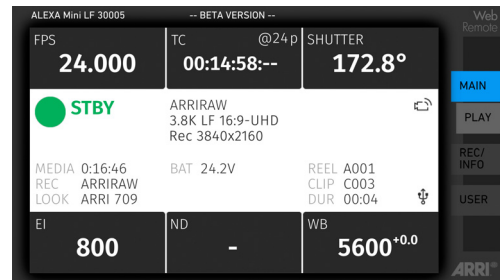 ALEXA Mini LF 30005 -- BETA VERSION -- Web Remote
FPS
24.000
TC @24p
00:14:58:--
SHUTTER
172.8°
STBY
ARRIRAW
3.8K LF 16:9-UHD
Rec 3840x2160
MEDIA 0:16:46
REC ARRIRAW
LOOK ARRI 709
BAT 24.2V
REEL A001
CLIP C003
DUR 00:04
EI
800
ND
-
WB
5600+0.0
MAIN
PLAY
REC/
INFO
USER
ARRI®